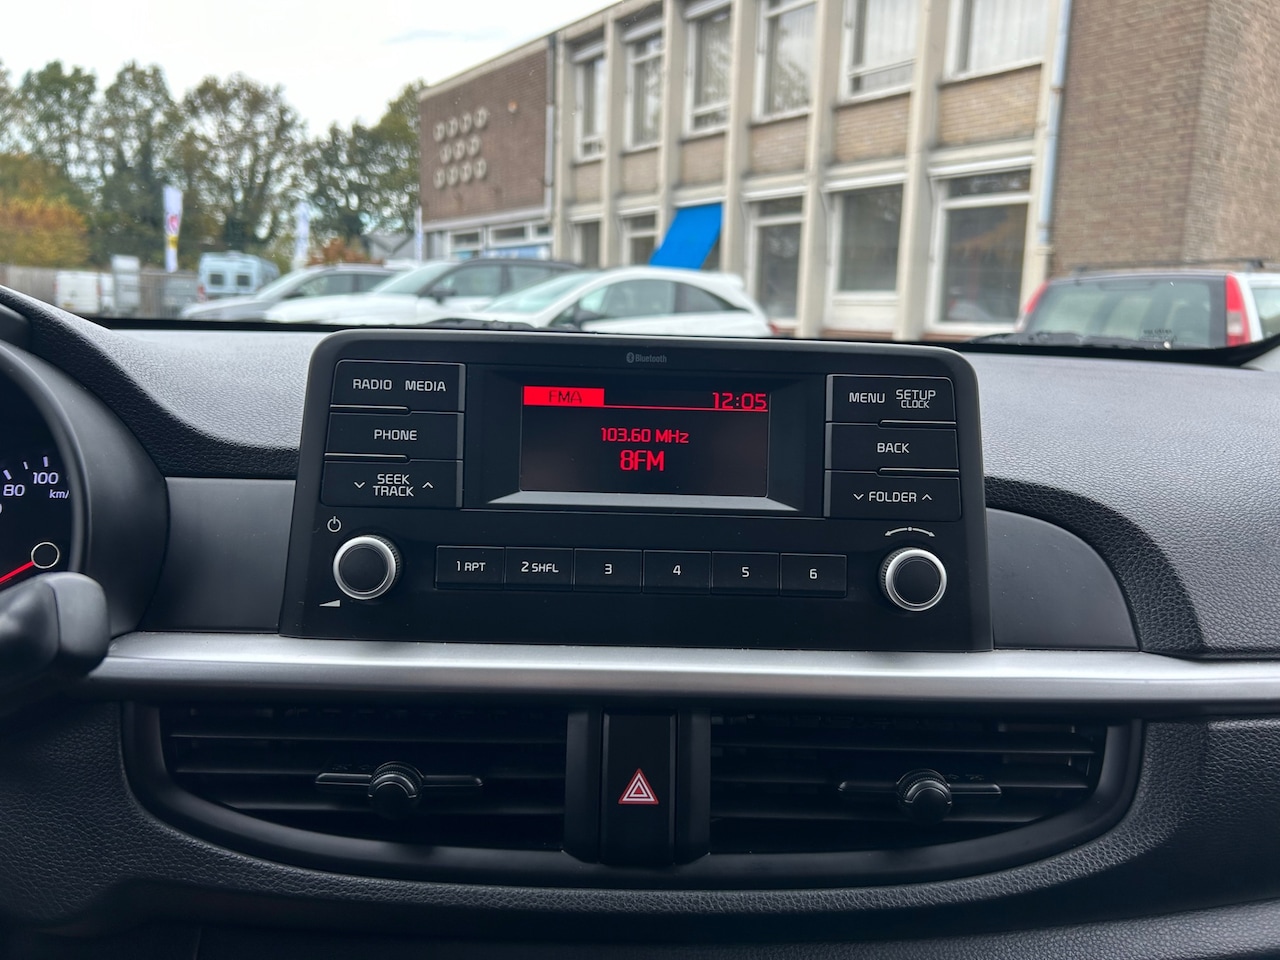 Bluetooth
RADIO MEDIA
FMA 12:05
MENU SETUP
CLOCK
PHONE
103.60 MHz
8FM
BACK
SEEK
TRACK
FOLDER
1 RPT 2 SHFL 3 4 5 6
80 100
km/